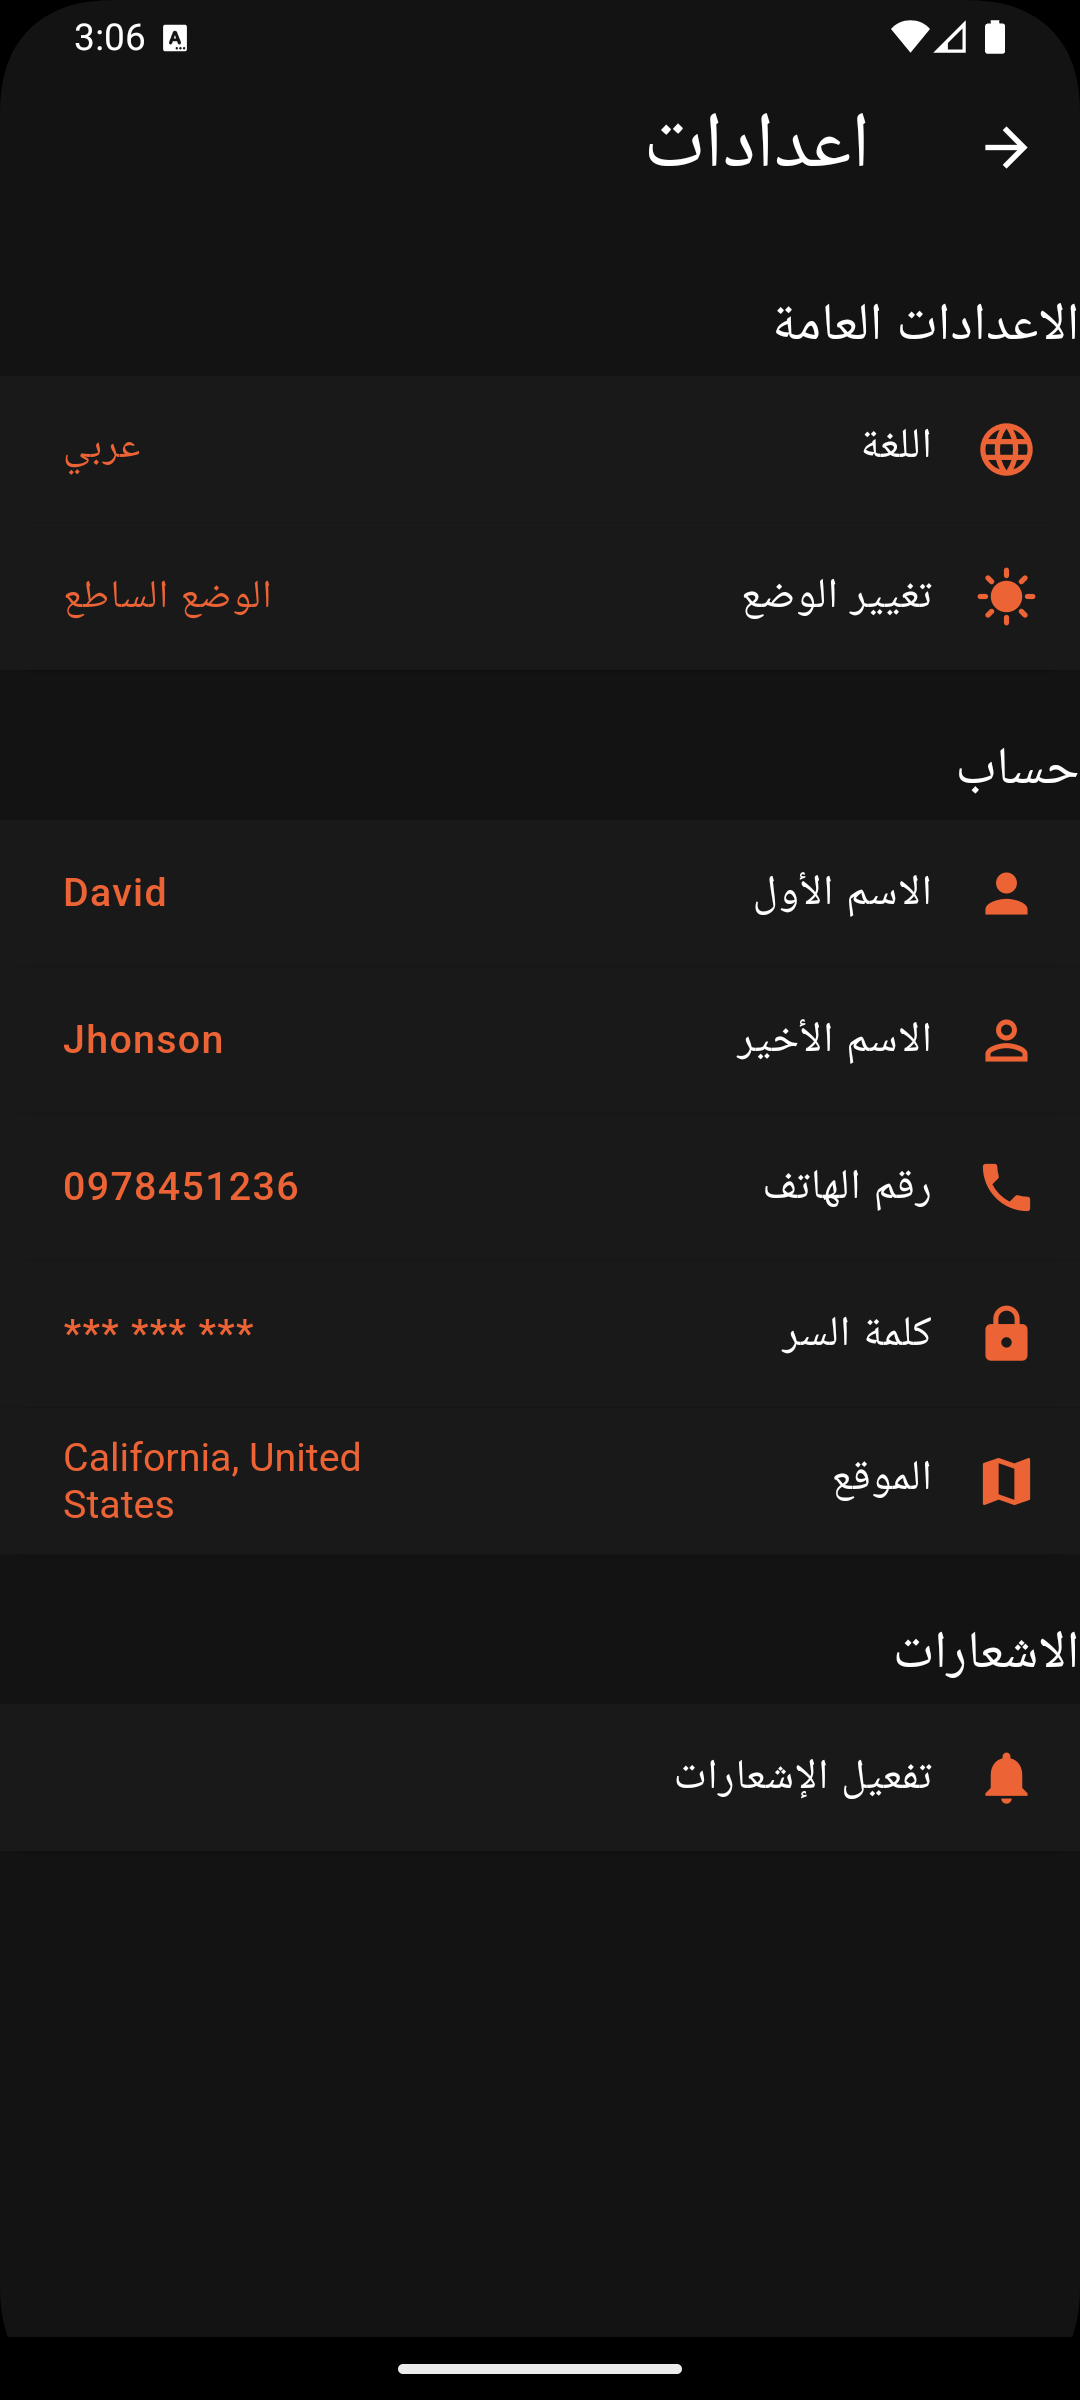 3:06
اعدادات
الاعدادات العامة
اللغة
عربي
تغيير الوضع
الوضع الساطع
حساب
الاسم الأول
David
الاسم الأخير
Jhonson
رقم الهاتف
0978451236
كلمة السر
*** *** ***
الموقع
California, United
States
الاشعارات
تفعيل الإشعارات